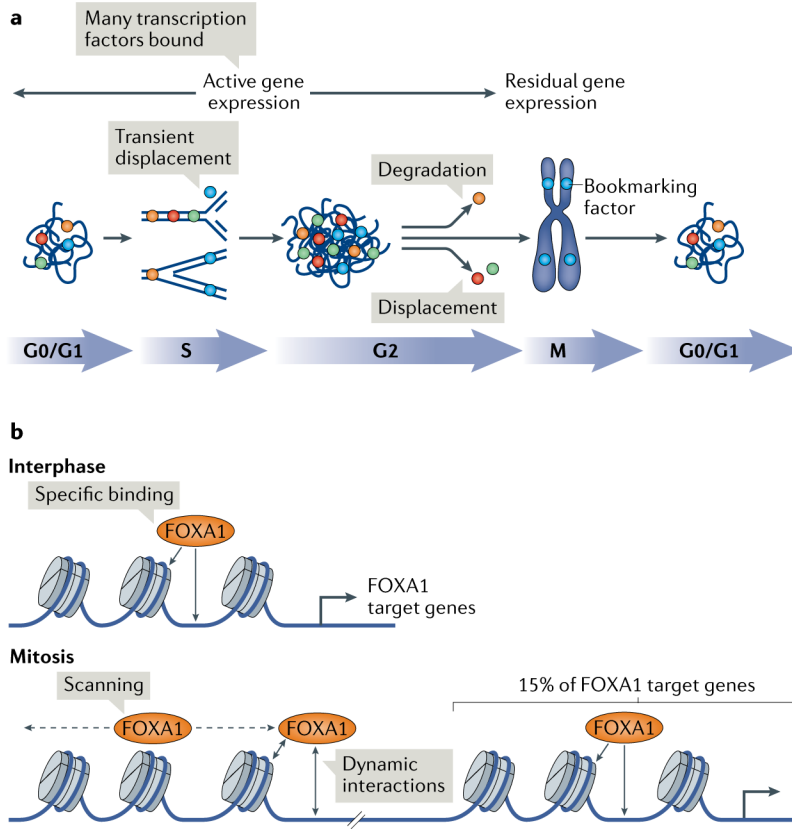 a
Many transcription
factors bound
Active gene
expression
Residual gene
expression
Transient
displacement
Degradation
Bookmarking
factor
Displacement
G0/G1
S
G2
M
G0/G1
b
Interphase
Specific binding
FOXA1
FOXA1
target genes
Mitosis
Scanning
15% of FOXA1 target genes
FOXA1
FOXA1
FOXA1
Dynamic
interactions